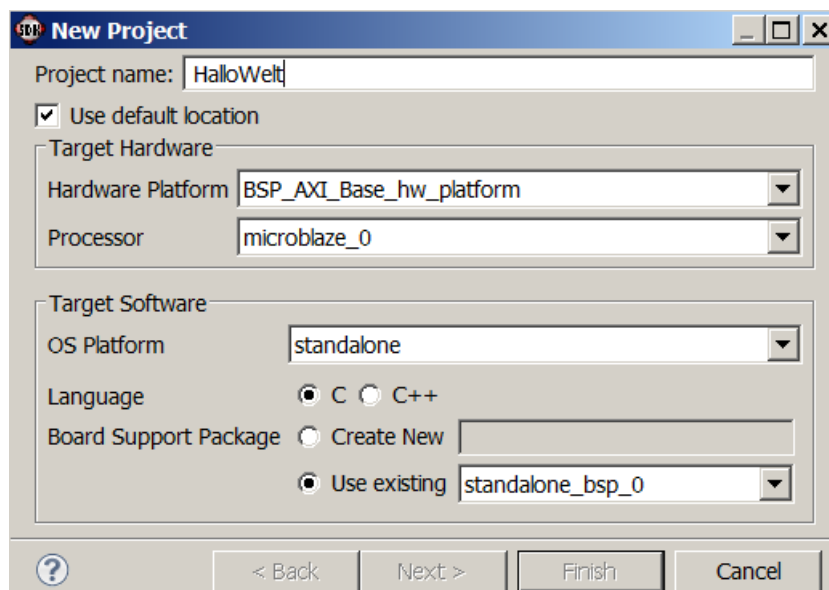 SDK New Project
Project name: HalloWelt
Use default location
Target Hardware
Hardware Platform BSP_AXI_Base_hw_platform
Processor microblaze_0
Target Software
OS Platform standalone
Language C C++
Board Support Package Create New
Use existing standalone_bsp_0
? < Back Next > Finish Cancel